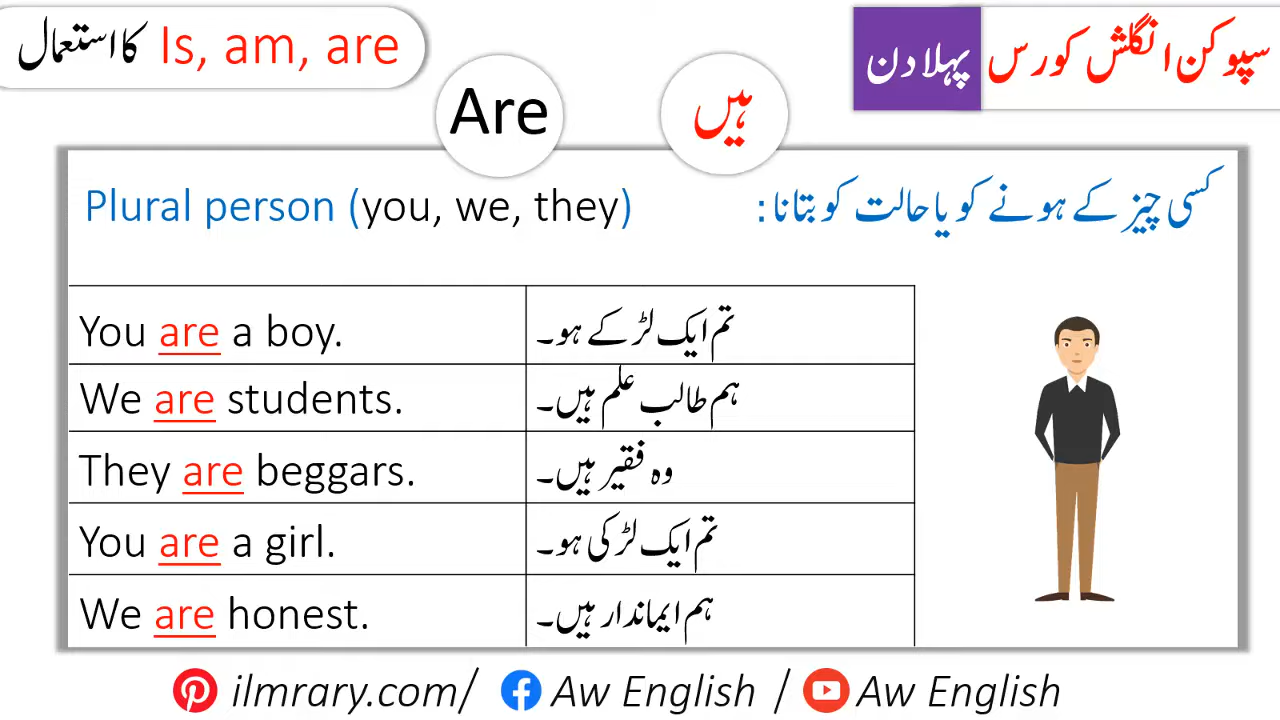 Is, am, are کا استعمال
سپوکن انگلش کورس پہلا دن
Are ہیں
Plural person (you, we, they) کسی چیز کے ہونے کو یا حالت کو بتانا:
You are a boy. تم ایک لڑکے ہو۔
We are students. ہم طالب علم ہیں۔
They are beggars. وہ فقیر ہیں۔
You are a girl. تم ایک لڑکی ہو۔
We are honest. ہم ایماندار ہیں۔
ilmrary.com/ Aw English / Aw English